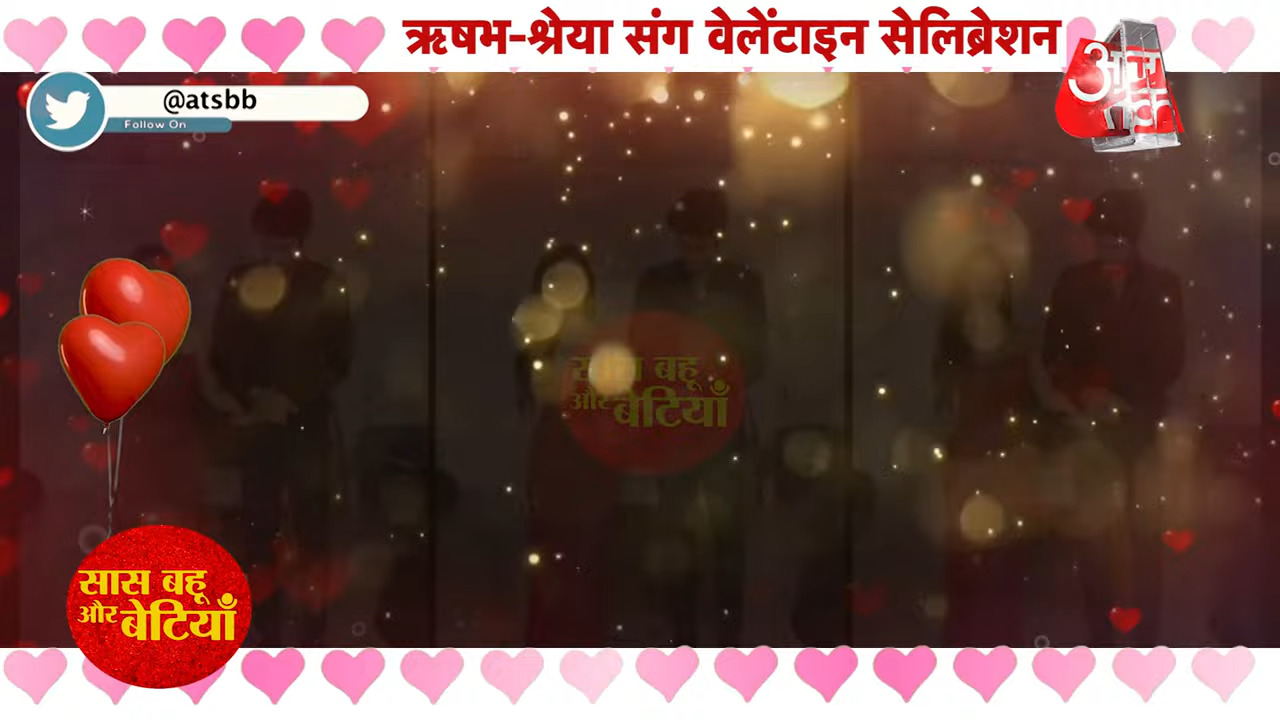 ऋषभ-श्रेया संग वेलेंटाइन सेलिब्रेशन
आज
तक
@atsbb
Follow On
सास बहू
और बेटियाँ
सास बहू
और बेटियाँ